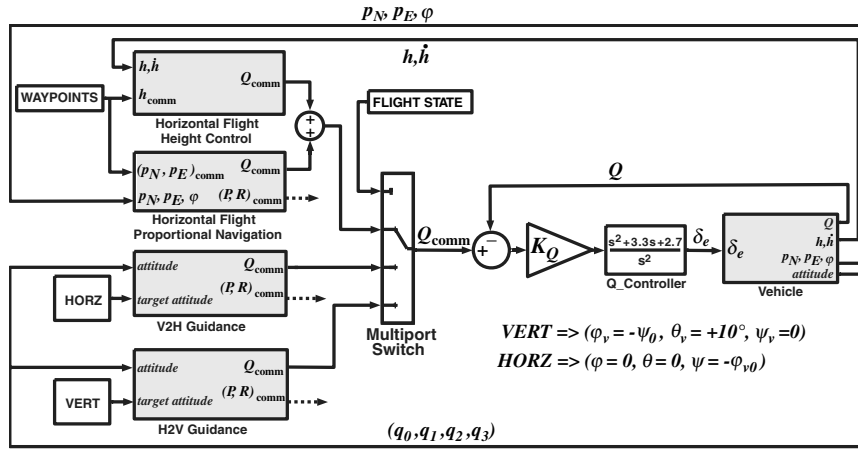 p_N, p_E, φ
h, ḣ
WAYPOINTS
h,ḣ
Q_comm
h_comm
Horizontal Flight
Height Control
+
+
FLIGHT STATE
(p_N, p_E)_comm
Q_comm
p_N, p_E, φ
(P, R)_comm
Horizontal Flight
Proportional Navigation
Q
Q_comm
+
−
K_Q
s²+3.3s+2.7
s²
Q_Controller
δ_e
δ_e
Q
h,ḣ
p_N, p_E, φ
attitude
Vehicle
attitude
Q_comm
HORZ
target attitude
(P, R)_comm
V2H Guidance
Multiport
Switch
VERT => (φ_v = -ψ_0, θ_v = +10°, ψ_v =0)
HORZ => (φ = 0, θ = 0, ψ = -φ_v0)
attitude
Q_comm
VERT
target attitude
(P, R)_comm
H2V Guidance
(q_0, q_1, q_2, q_3)